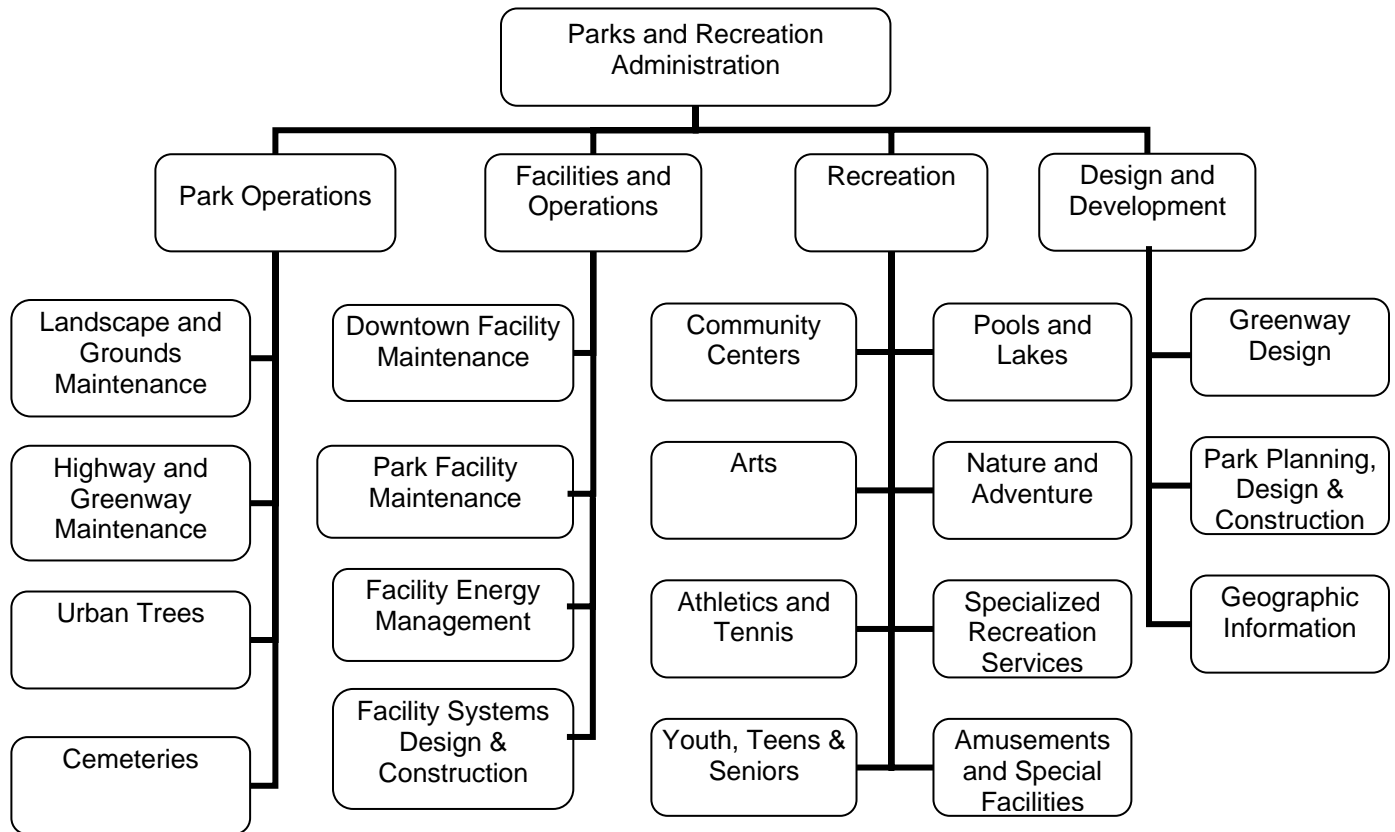 Parks and Recreation
Administration
Park Operations
Facilities and
Operations
Recreation
Design and
Development
Landscape and
Grounds
Maintenance
Highway and
Greenway
Maintenance
Urban Trees
Cemeteries
Downtown Facility
Maintenance
Park Facility
Maintenance
Facility Energy
Management
Facility Systems
Design &
Construction
Community
Centers
Arts
Athletics and
Tennis
Youth, Teens &
Seniors
Pools and
Lakes
Nature and
Adventure
Specialized
Recreation
Services
Amusements
and Special
Facilities
Greenway
Design
Park Planning,
Design &
Construction
Geographic
Information